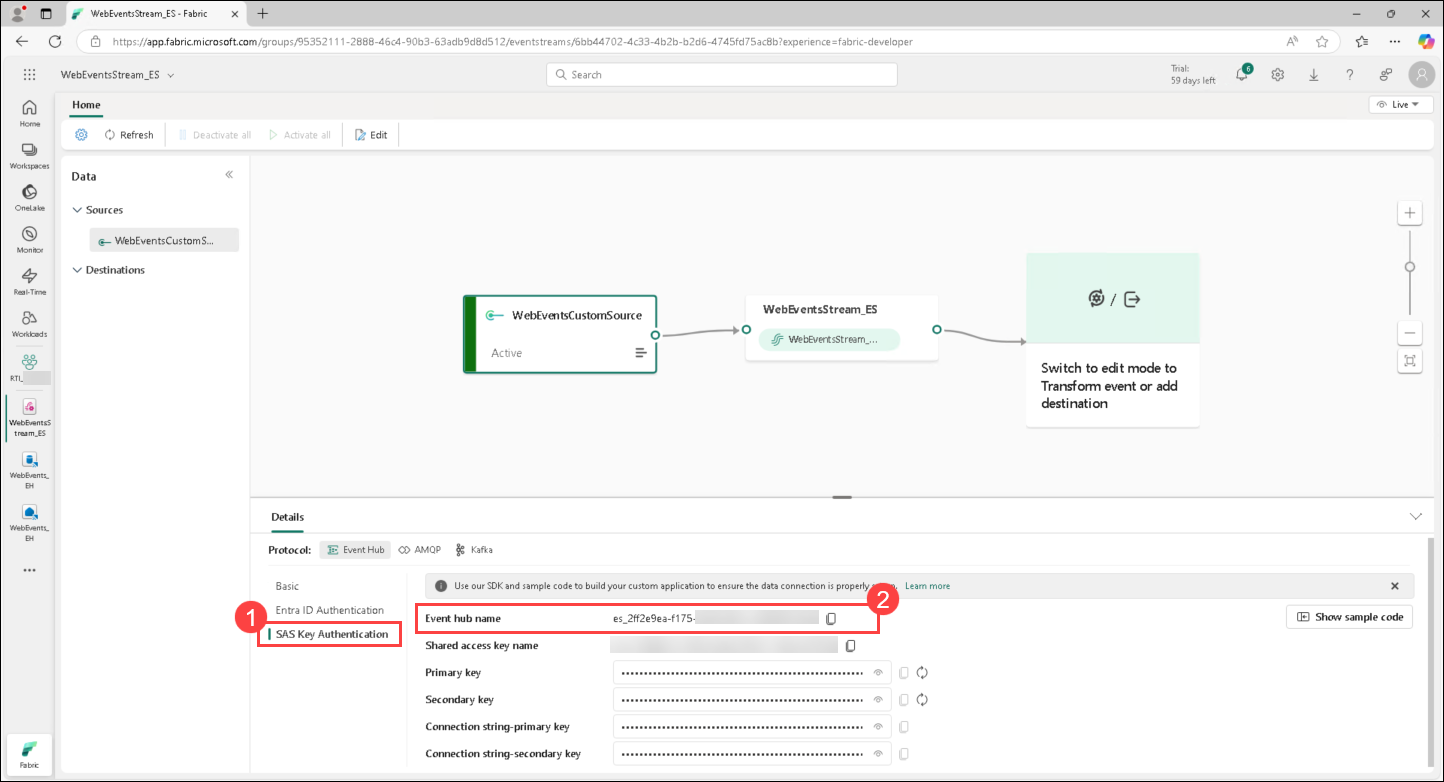 WebEventsStream_ES - Fabric
https://app.fabric.microsoft.com/groups/95352111-2888-46c4-90b3-63adb9d8d512/eventstreams/6bb44702-4c33-4b2b-b2d6-4745fd75ac8b?experience=fabric-developer
WebEventsStream_ES
Search
Trial:
59 days left
6
Home
Live
Refresh
Deactivate all
Activate all
Edit
Home
Workspaces
OneLake
Monitor
Real-Time
Workloads
RTI_
WebEventsS
tream_ES
WebEvents_
EH
WebEvents_
EH
Fabric
Data
Sources
WebEventsCustomS...
Destinations
WebEventsCustomSource
Active
WebEventsStream_ES
WebEventsStream_...
/
Switch to edit mode to
Transform event or add
destination
Details
Protocol: Event Hub AMQP Kafka
Basic
Entra ID Authentication
1
SAS Key Authentication
Use our SDK and sample code to build your custom application to ensure the data connection is properly Learn more
2
Event hub name es_2ff2e9ea-f175-
Show sample code
Shared access key name
Primary key
Secondary key
Connection string-primary key
Connection string-secondary key